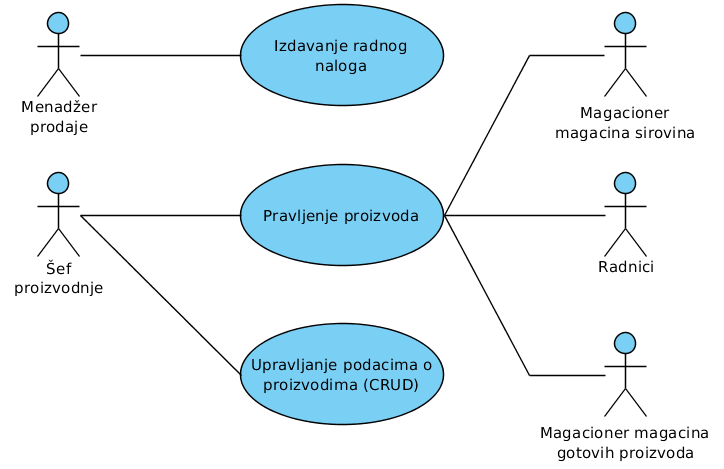 Izdavanje radnog
naloga
Menadžer
prodaje
Magacioner
magacina sirovina
Pravljenje proizvoda
Šef
proizvodnje
Radnici
Upravljanje podacima o
proizvodima (CRUD)
Magacioner magacina
gotovih proizvoda